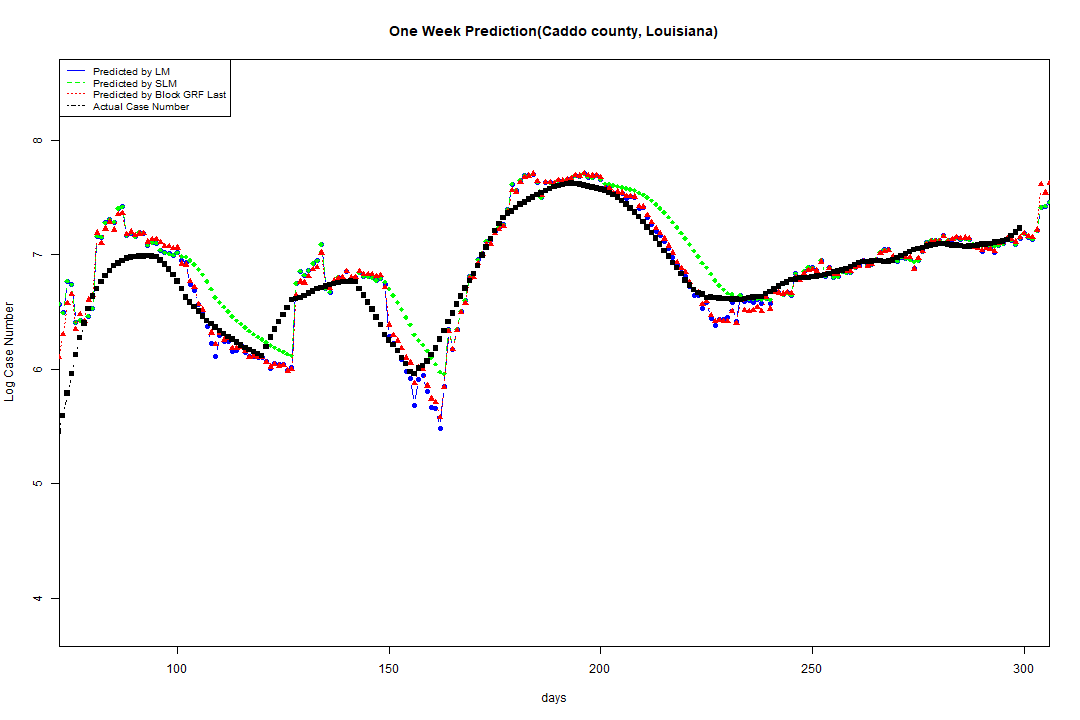 One Week Prediction(Caddo county, Louisiana)
Predicted by LM
Predicted by SLM
Predicted by Block GRF Last
Actual Case Number
8
7
6
5
4
Log Case Number
100 150 200 250 300
days